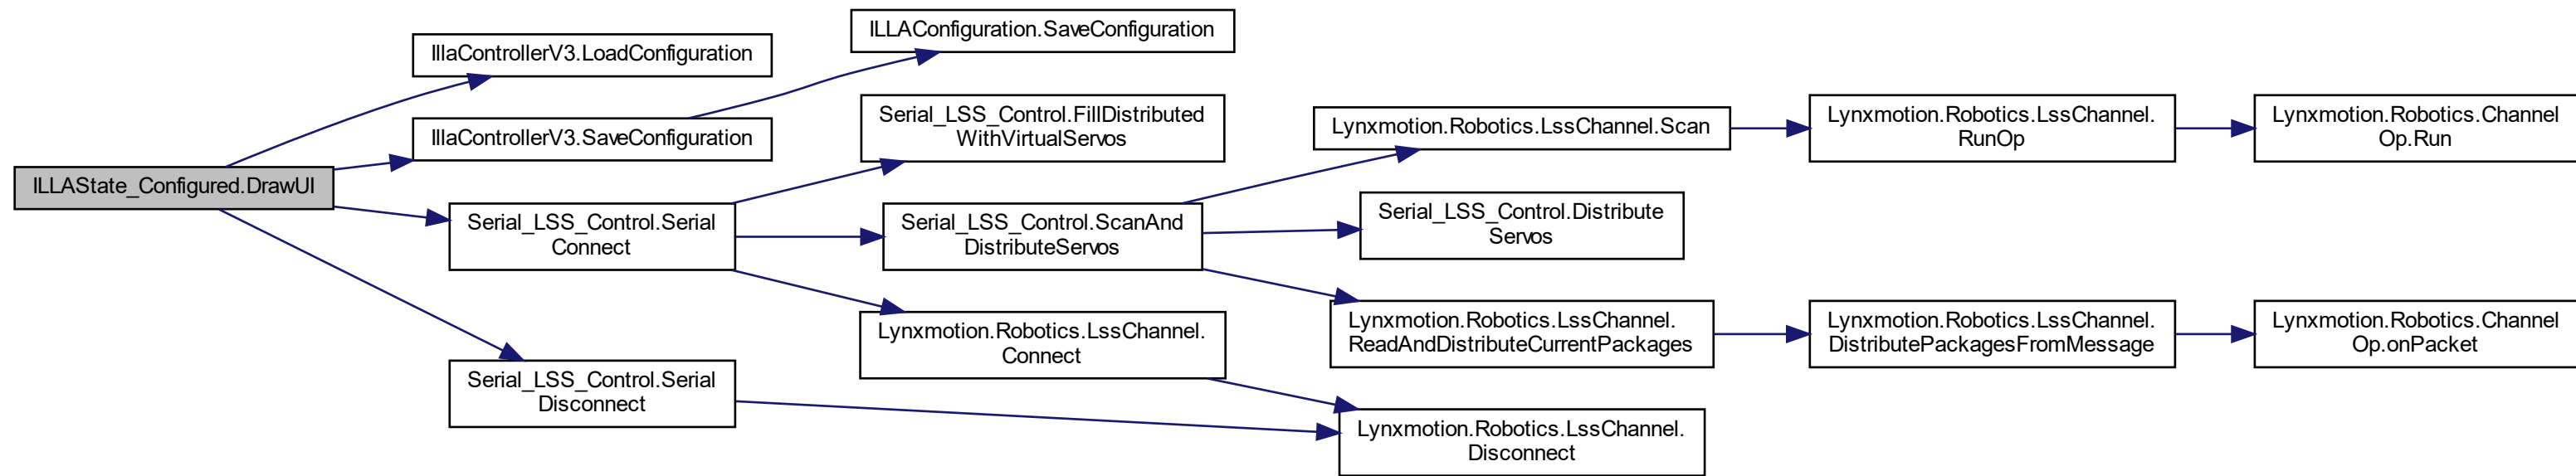 ILLAState_Configured.DrawUI
IllaControllerV3.LoadConfiguration
IllaControllerV3.SaveConfiguration
Serial_LSS_Control.Serial
Connect
Serial_LSS_Control.Serial
Disconnect
ILLAConfiguration.SaveConfiguration
Serial_LSS_Control.FillDistributed
WithVirtualServos
Serial_LSS_Control.ScanAnd
DistributeServos
Lynxmotion.Robotics.LssChannel.
Connect
Lynxmotion.Robotics.LssChannel.Scan
Serial_LSS_Control.Distribute
Servos
Lynxmotion.Robotics.LssChannel.
ReadAndDistributeCurrentPackages
Lynxmotion.Robotics.LssChannel.
Disconnect
Lynxmotion.Robotics.LssChannel.
RunOp
Lynxmotion.Robotics.LssChannel.
DistributePackagesFromMessage
Lynxmotion.Robotics.Channel
Op.Run
Lynxmotion.Robotics.Channel
Op.onPacket